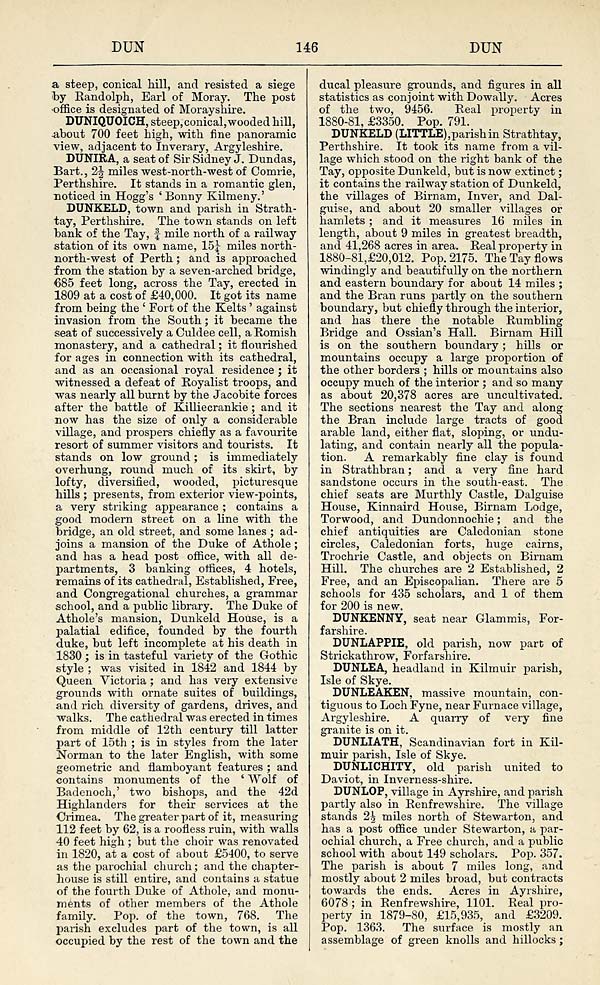 DUN 146 DUN
a steep, conical hill, and resisted a siege
by Randolph, Earl of Moray. The post
office is designated of Morayshire.
DUNIQUOICH, steep, conical, wooded hill,
about 700 feet high, with fine panoramic
view, adjacent to Inverary, Argyleshire.
DUNIRA, a seat of Sir Sidney J. Dundas,
Bart., 2½ miles west-north-west of Comrie,
Perthshire. It stands in a romantic glen,
noticed in Hogg's 'Bonny Kilmeny.'
DUNKELD, town and parish in Strath-
tay, Perthshire. The town stands on left
bank of the Tay, ¾ mile north of a railway
station of its own name, 15¼ miles north-
north-west of Perth; and is approached
from the station by a seven-arched bridge,
685 feet long, across the Tay, erected in
1809 at a cost of £40,000. It got its name
from being the 'Fort of the Kelts' against
invasion from the South; it became the
seat of successively a Culdee cell, a Romish
monastery, and a cathedral; it flourished
for ages in connection with its cathedral,
and as an occasional royal residence; it
witnessed a defeat of Royalist troops, and
was nearly all burnt by the Jacobite forces
after the battle of Killiecrankie; and it
now has the size of only a considerable
village, and prospers chiefly as a favourite
resort of summer visitors and tourists. It
stands on low ground; is immediately
overhung, round much of its skirt, by
lofty, diversified, wooded, picturesque
hills; presents, from exterior view-points,
a very striking appearance; contains a
good modern street on a line with the
bridge, an old street, and some lanes; ad-
joins a mansion of the Duke of Athole;
and has a head post office, with all de-
partments, 3 banking offices, 4 hotels,
remains of its cathedral, Established, Free,
and Congregational churches, a grammar
school, and a public library. The Duke of
Athole's mansion, Dunkeld House, is a
palatial edifice, founded by the fourth
duke, but left incomplete at his death in
1830; is in tasteful variety of the Gothic
style; was visited in 1842 and 1844 by
Queen Victoria; and has very extensive
grounds with ornate suites of buildings,
and rich diversity of gardens, drives, and
walks. The cathedral was erected in times
from middle of 12th century till latter
part of 15th; is in styles from the later
Norman to the later English, with some
geometric and flamboyant features; and
contains monuments of the 'Wolf of
Badenoch,' two bishops, and the 42d
Highlanders for their services at the
Crimea. The greater part of it, measuring
112 feet by 62, is a roofless ruin, with walls
40 feet high; but the choir was renovated
in 1820, at a cost of about £5400, to serve
as the parochial church; and the chapter-
house is still entire, and contains a statue
of the fourth Duke of Athole, and monu-
ments of other members of the Athole
family. Pop. of the town, 768. The
parish excludes part of the town, is all
occupied by the rest of the town and the
ducal pleasure grounds, and figures in all
statistics as conjoint with Dowally. Acres
of the two, 9456. Real property in
1880-81, £3350. Pop. 791.
DUNKELD (LITTLE), parish in Strathtay,
Perthshire. It took its name from a vil-
lage which stood on the right bank of the
Tay, opposite Dunkeld, but is now extinct;
it contains the railway station of Dunkeld,
the villages of Birnam, Inver, and Dal-
guise, and about 20 smaller villages or
hamlets; and it measures 16 miles in
length, about 9 miles in greatest breadth,
and 41,268 acres in area. Real property in
1880-81, £20,012. Pop. 2175. The Tay flows
windingly and beautifully on the northern
and eastern boundary for about 14 miles;
and the Bran runs partly on the southern
boundary, but chiefly through the interior,
and has there the notable Rumbling
Bridge and Ossian's Hall. Birnam Hill
is on the southern boundary; hills or
mountains occupy a large proportion of
the other borders; hills or mountains also
occupy much of the interior; and so many
as about 20,378 acres are uncultivated.
The sections nearest the Tay and along
the Bran include large tracts of good
arable land, either flat, sloping, or undu-
lating, and contain nearly all the popula-
tion. A remarkably fine clay is found
in Strathbran; and a very fine hard
sandstone occurs in the south-east. The
chief seats are Murthly Castle, Dalguise
House, Kinnaird House, Birnam Lodge,
Torwood, and Dundonnochie; and the
chief antiquities are Caledonian stone
circles, Caledonian forts, huge cairns,
Trochrie Castle, and objects on Birnam
Hill. The churches are 2 Established, 2
Free, and an Episcopalian. There are 5
schools for 435 scholars, and 1 of them
for 200 is new.
DUNKENNY, seat near Glammis, For-
farshire.
DUNLAPPIE, old parish, now part of
Strickathrow, Forfarshire.
DUNLEA, headland in Kilmuir parish,
Isle of Skye.
DUNLEAKEN, massive mountain, con-
tiguous to Loch Fyne, near Furnace village,
Argyleshire. A quarry of very fine
granite is on it.
DUNLIATH, Scandinavian fort in Kil-
muir parish, Isle of Skye.
DUNLICHITY, old parish united to
Daviot, in Inverness-shire.
DUNLOP, village in Ayrshire, and parish
partly also in Renfrewshire. The village
stands 2½ miles north of Stewarton, and
has a post office under Stewarton, a par-
ochial church, a Free church, and a public
school with about 149 scholars. Pop. 357.
The parish is about 7 miles long, and
mostly about 2 miles broad, but contracts
towards the ends. Acres in Ayrshire,
6078; in Renfrewshire, 1101. Real pro-
perty in 1879-80, £15,935, and £3209.
Pop. 1363. The surface is mostly an
assemblage of green knolls and hillocks;